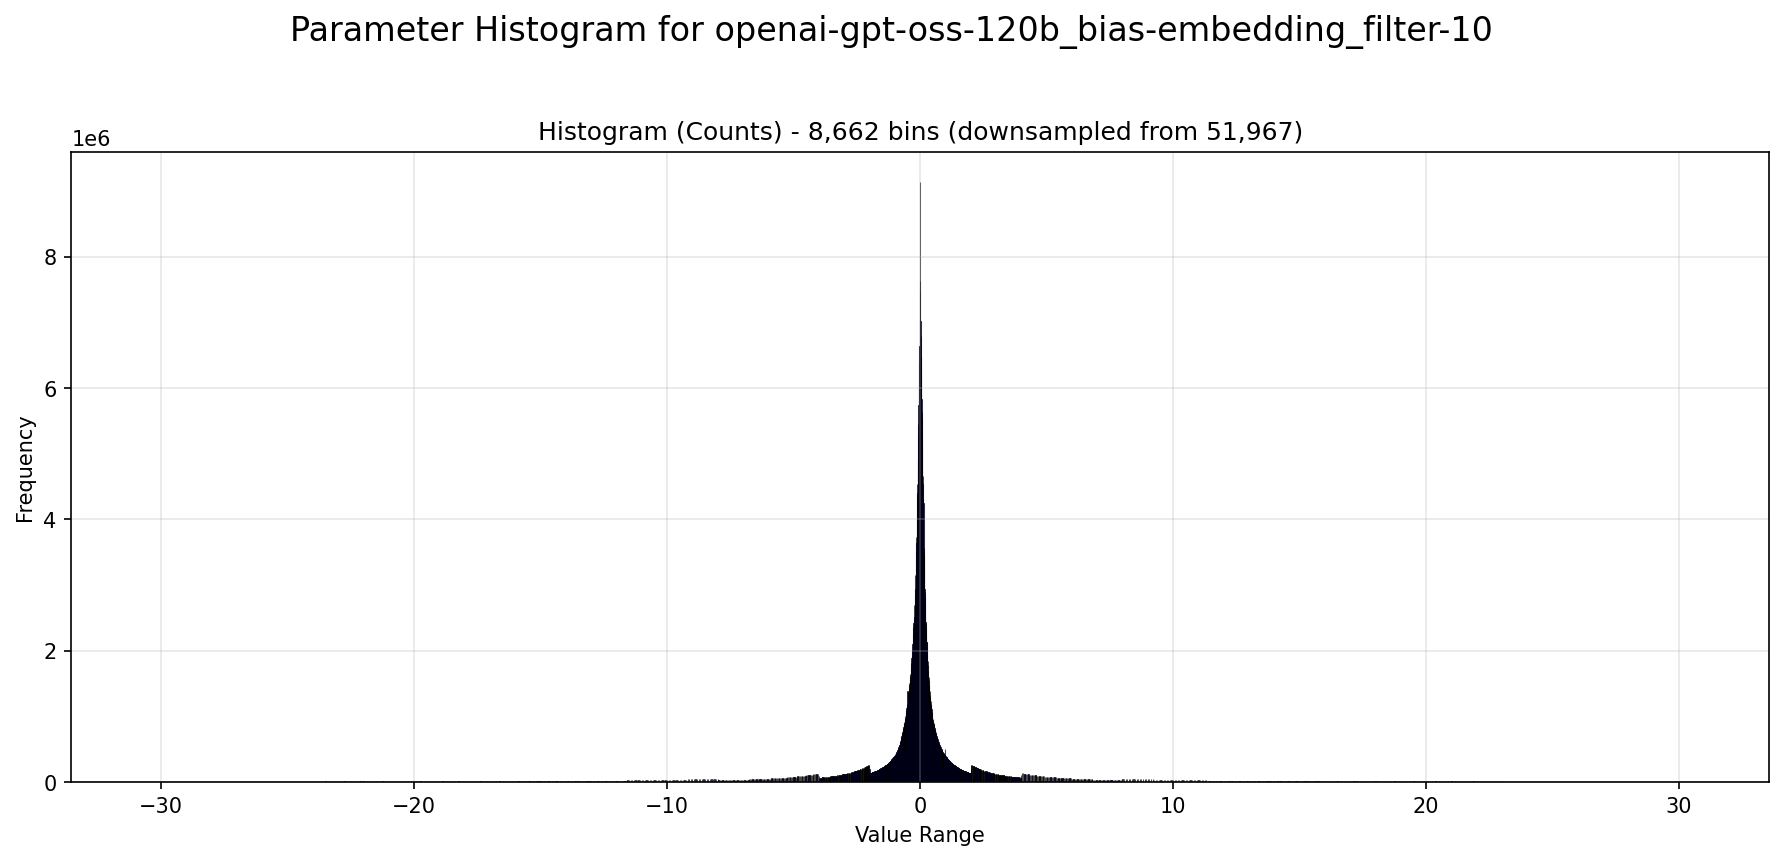 Parameter Histogram for openai-gpt-oss-120b_bias-embedding_filter-10
Histogram (Counts) - 8,662 bins (downsampled from 51,967)
1e6
8
6
4
2
0
Frequency
−30
−20
−10
0
10
20
30
Value Range